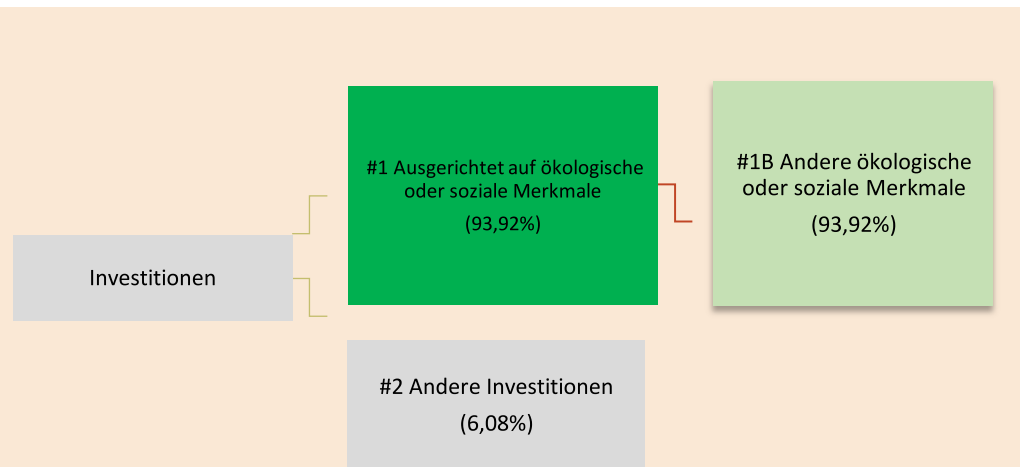 Investitionen
#1 Ausgerichtet auf ökologische
oder soziale Merkmale
(93,92%)
#1B Andere ökologische
oder soziale Merkmale
(93,92%)
#2 Andere Investitionen
(6,08%)